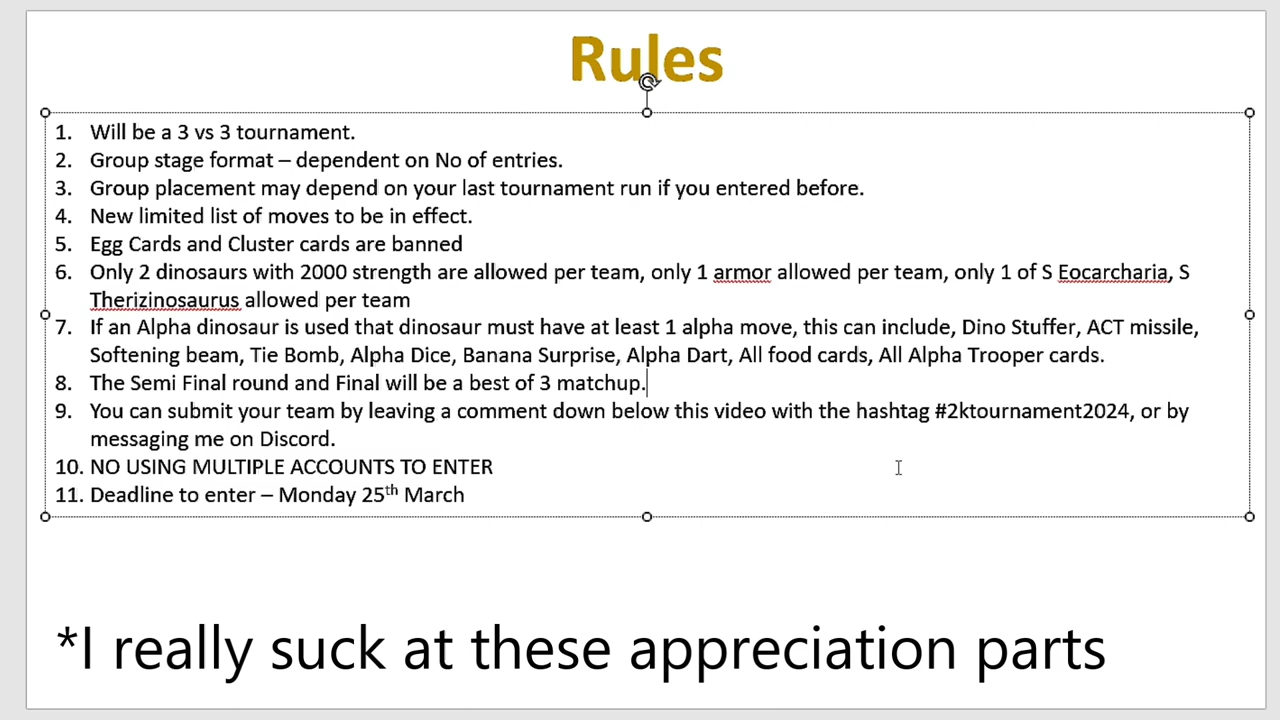 Rules
1. Will be a 3 vs 3 tournament.
2. Group stage format – dependent on No of entries.
3. Group placement may depend on your last tournament run if you entered before.
4. New limited list of moves to be in effect.
5. Egg Cards and Cluster cards are banned
6. Only 2 dinosaurs with 2000 strength are allowed per team, only 1 armor allowed per team, only 1 of S Eocarcharia, S
Therizinosaurus allowed per team
7. If an Alpha dinosaur is used that dinosaur must have at least 1 alpha move, this can include, Dino Stuffer, ACT missile,
Softening beam, Tie Bomb, Alpha Dice, Banana Surprise, Alpha Dart, All food cards, All Alpha Trooper cards.
8. The Semi Final round and Final will be a best of 3 matchup.
9. You can submit your team by leaving a comment down below this video with the hashtag #2ktournament2024, or by
messaging me on Discord.
10. NO USING MULTIPLE ACCOUNTS TO ENTER
11. Deadline to enter – Monday 25th March
*I really suck at these appreciation parts